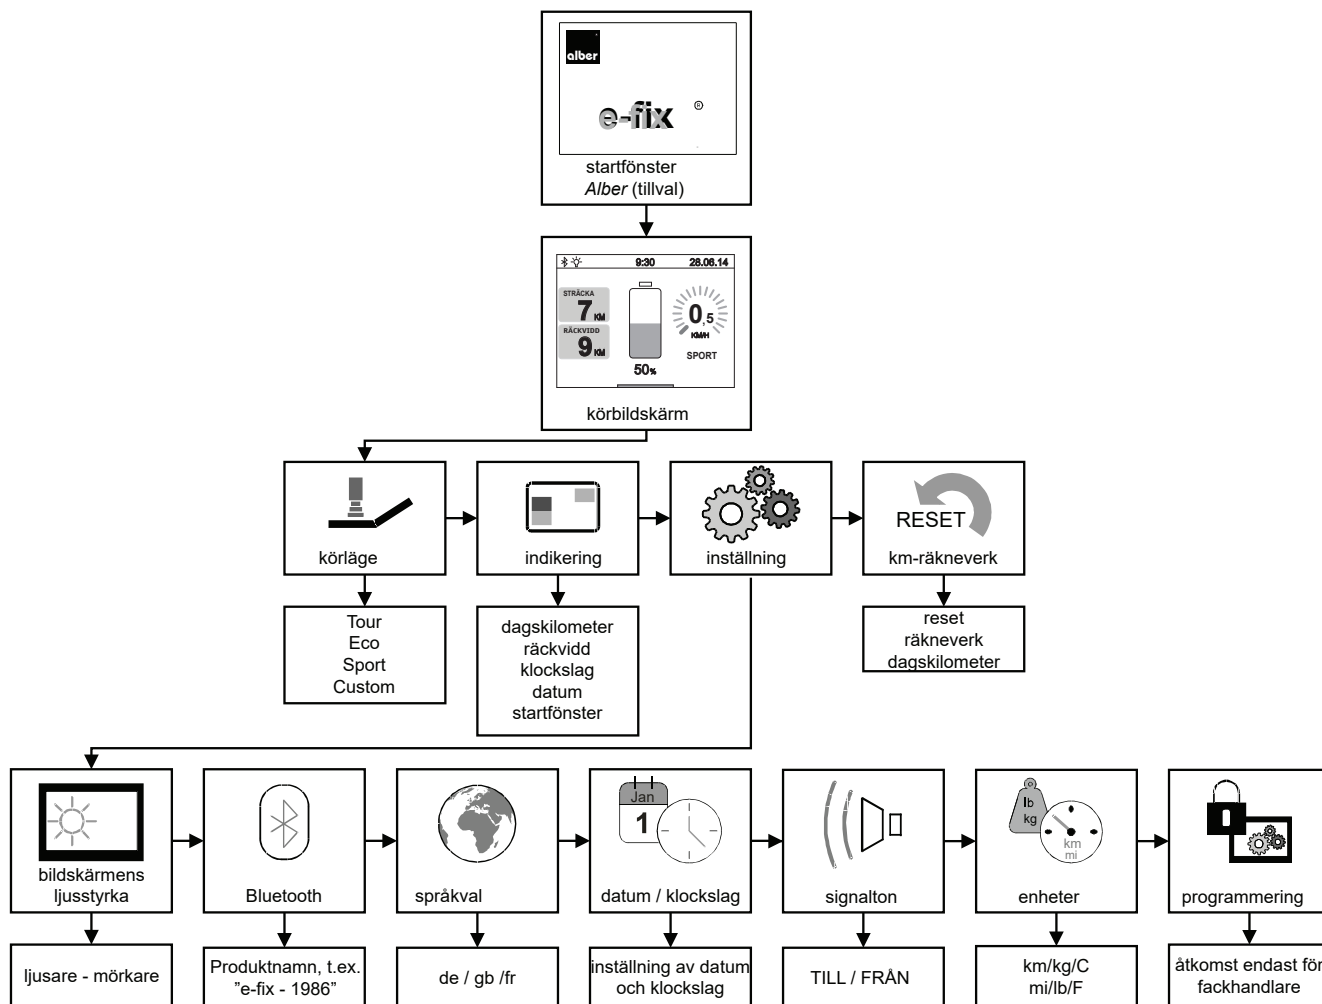 alber
e-fix ®
startfönster
Alber (tillval)
9:30 28.06.14
STRÄCKA
7 KM
RÄCKVIDD
9 KM
50%
0,5
KM/H
SPORT
körbildskärm
körläge
indikering
inställning
RESET
km-räkneverk
Tour
Eco
Sport
Custom
dagskilometer
räckvidd
klockslag
datum
startfönster
reset
räkneverk
dagskilometer
bildskärmens
ljusstyrka
Bluetooth
språkval
Jan
1
datum / klockslag
signalton
lb
kg
km
mi
enheter
programmering
ljusare - mörkare
Produktnamn, t.ex.
"e-fix - 1986"
de / gb /fr
inställning av datum
och klockslag
TILL / FRÅN
km/kg/C
mi/lb/F
åtkomst endast för
fackhandlare